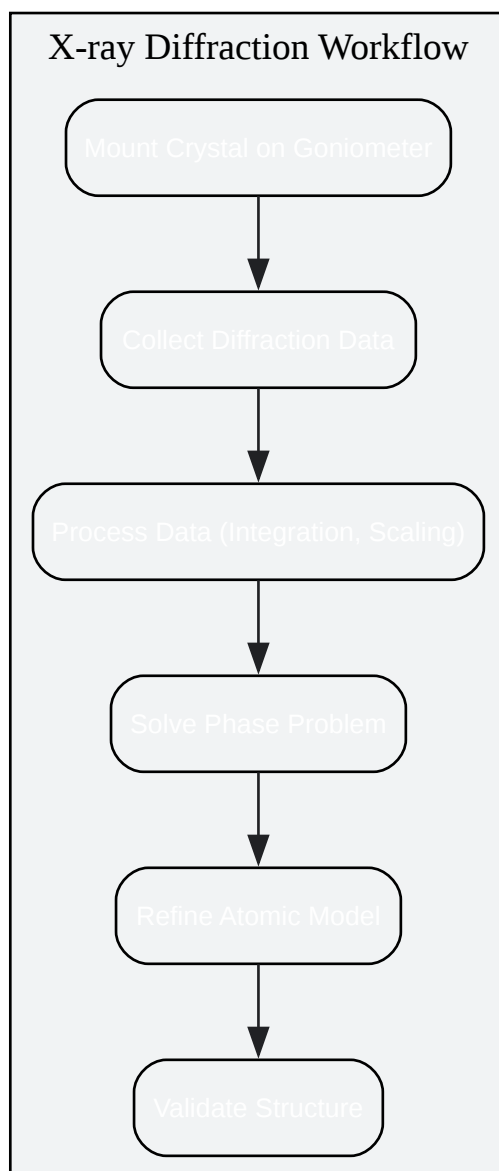 X-ray Diffraction Workflow
Mount Crystal on Goniometer
Collect Diffraction Data
Process Data (Integration, Scaling)
Solve Phase Problem
Refine Atomic Model
Validate Structure